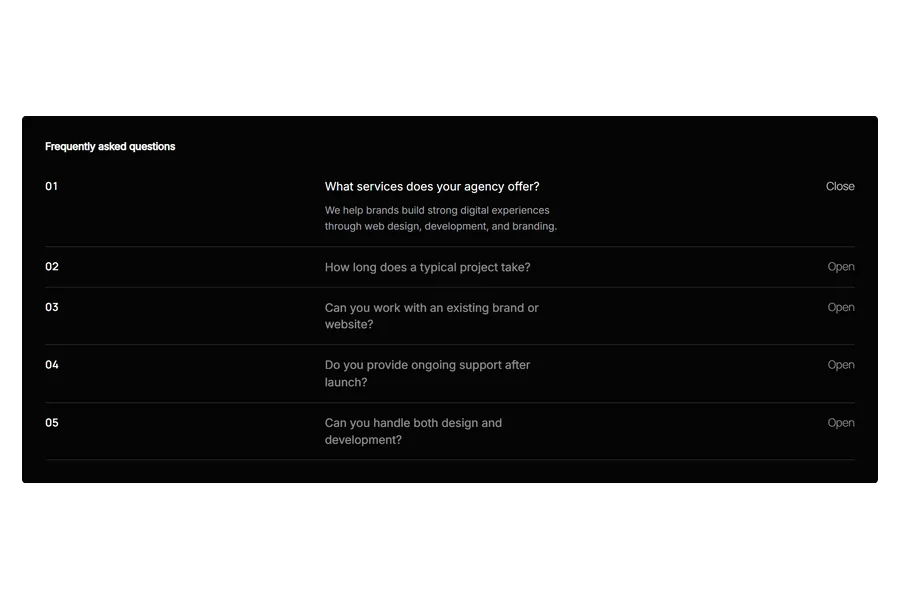 Frequently asked questions
01
What services does your agency offer?
Close
We help brands build strong digital experiences
through web design, development, and branding.
02
How long does a typical project take?
Open
03
Can you work with an existing brand or
website?
Open
04
Do you provide ongoing support after
launch?
Open
05
Can you handle both design and
development?
Open